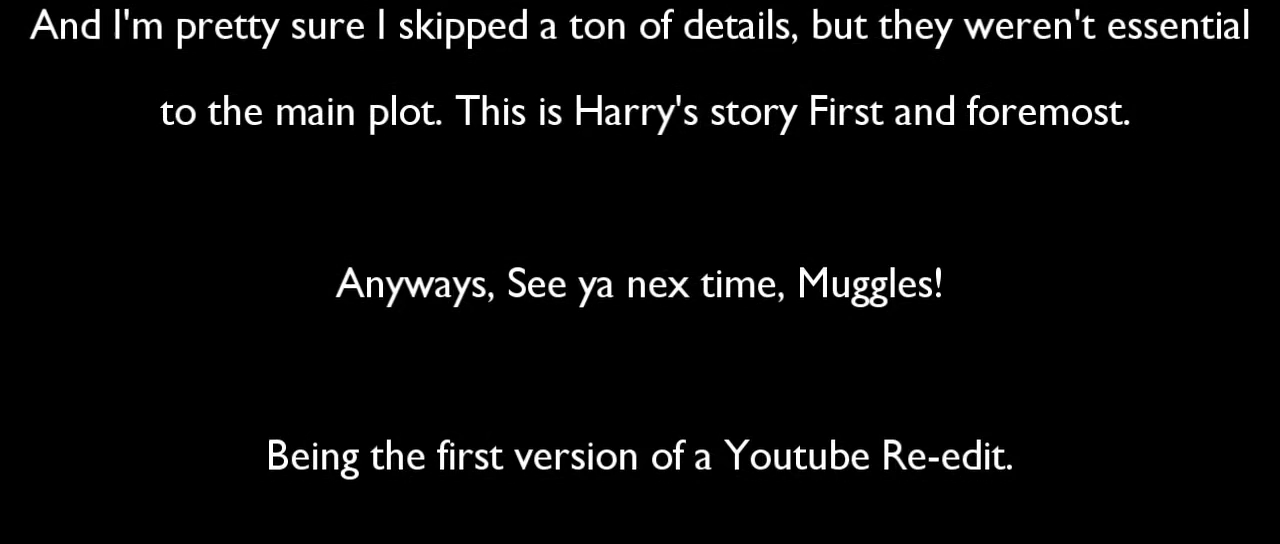 And I'm pretty sure I skipped a ton of details, but they weren't essential
to the main plot. This is Harry's story First and foremost.
Anyways, See ya nex time, Muggles!
Being the first version of a Youtube Re-edit.